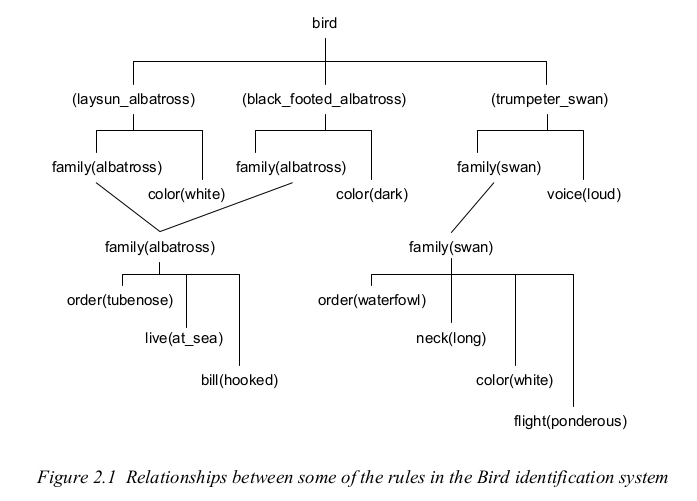 bird
(laysun_albatross) (black_footed_albatross) (trumpeter_swan)
family(albatross) family(albatross) family(swan)
color(white) color(dark) voice(loud)
family(albatross) family(swan)
order(tubenose) order(waterfowl)
live(at_sea) neck(long)
bill(hooked) color(white)
flight(ponderous)
Figure 2.1 Relationships between some of the rules in the Bird identification system